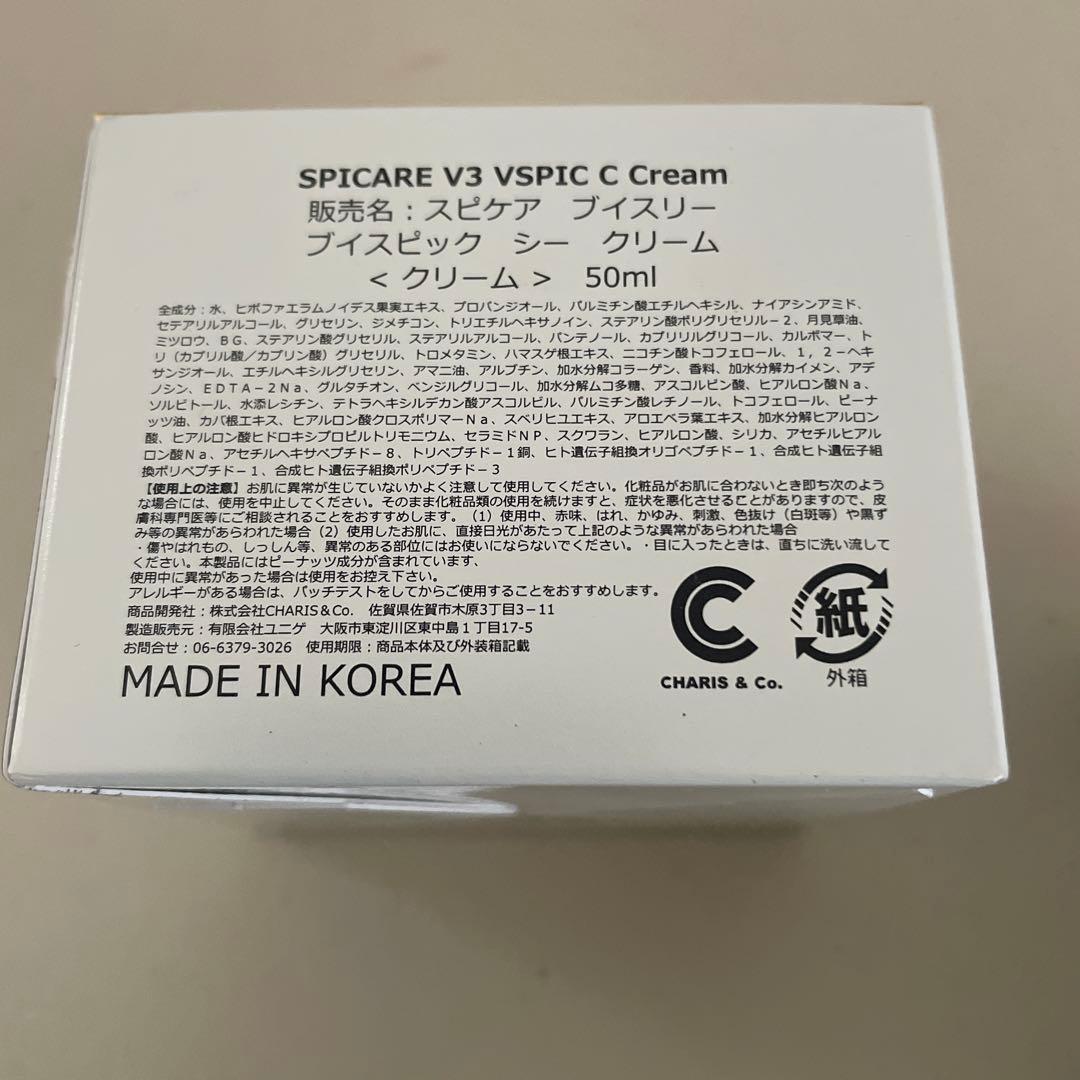 SPICARE V3 VSPIC C Cream
販売名：スピケア　ブイスリー
ブイスピック　シー　クリーム
＜ クリーム ＞　50ml
全成分：水、ヒポファエラムノイデス果実エキス、プロパンジオール、パルミチン酸エチルヘキシル、ナイアシンアミド、
セテアリルアルコール、グリセリン、ジメチコン、トリエチルヘキサノイン、ステアリン酸ポリグリセリル－2、月見草油、
ミツロウ、ＢＧ、ステアリン酸グリセリル、ステアリルアルコール、パンテノール、カプリリルグリコール、カルボマー、ト
リ（カプリル酸／カプリン酸）グリセリル、トロメタミン、ハマスゲ根エキス、ニコチン酸トコフェロール、１，２－ヘキ
サンジオール、エチルヘキシルグリセリン、アマニ油、アルブチン、加水分解コラーゲン、香料、加水分解カイメン、アデ
ノシン、ＥＤＴＡ－２Ｎａ、グルタチオン、ベンジルグリコール、加水分解ムコ多糖、アスコルビン酸、ヒアルロン酸Ｎａ、
ソルビトール、水添レシチン、テトラヘキシルデカン酸アスコルビル、パルミチン酸レチノール、トコフェロール、ピーナ
ッツ油、カバ根エキス、ヒアルロン酸クロスポリマーＮａ、スベリヒユエキス、アロエベラ葉エキス、加水分解ヒアルロン
酸、ヒアルロン酸ヒドロキシプロピルトリモニウム、セラミドＮＰ、スクワラン、ヒアルロン酸、シリカ、アセチルヒアル
ロン酸Ｎａ、アセチルヘキサペプチド－８、トリペプチド－１銅、ヒト遺伝子組換オリゴペプチド－１、合成ヒト遺伝子組
換ポリペプチド－１、合成ヒト遺伝子組換ポリペプチド－３
【使用上の注意】お肌に異常が生じていないかよく注意して使用してください。化粧品がお肌に合わないとき即ち次のよう
な場合には、使用を中止してください。そのまま化粧品類の使用を続けますと、症状を悪化させることがありますので、皮
膚科専門医等にご相談されることをおすすめします。（1）使用中、赤味、はれ、かゆみ、刺激、色抜け（白斑等）や黒ず
み等の異常があらわれた場合（2）使用したお肌に、直接日光があたって上記のような異常があらわれた場合
・傷やはれもの、しっしん等、異常のある部位にはお使いにならないでください。・目に入ったときは、直ちに洗い流して
ください。本製品にはピーナッツ成分が含まれています、
使用中に異常があった場合は使用をお控え下さい。
アレルギーがある場合は、パッチテストをしてからご使用することをおすすめします。
商品開発社：株式会社CHARIS＆Co.　佐賀県佐賀市木原3丁目3－11
製造販売元：有限会社ユニゲ　大阪市東淀川区東中島１丁目17-5
お問合せ：06-6379-3026　使用期限：商品本体及び外装箱記載
MADE IN KOREA
CHARIS & Co.
紙
外箱